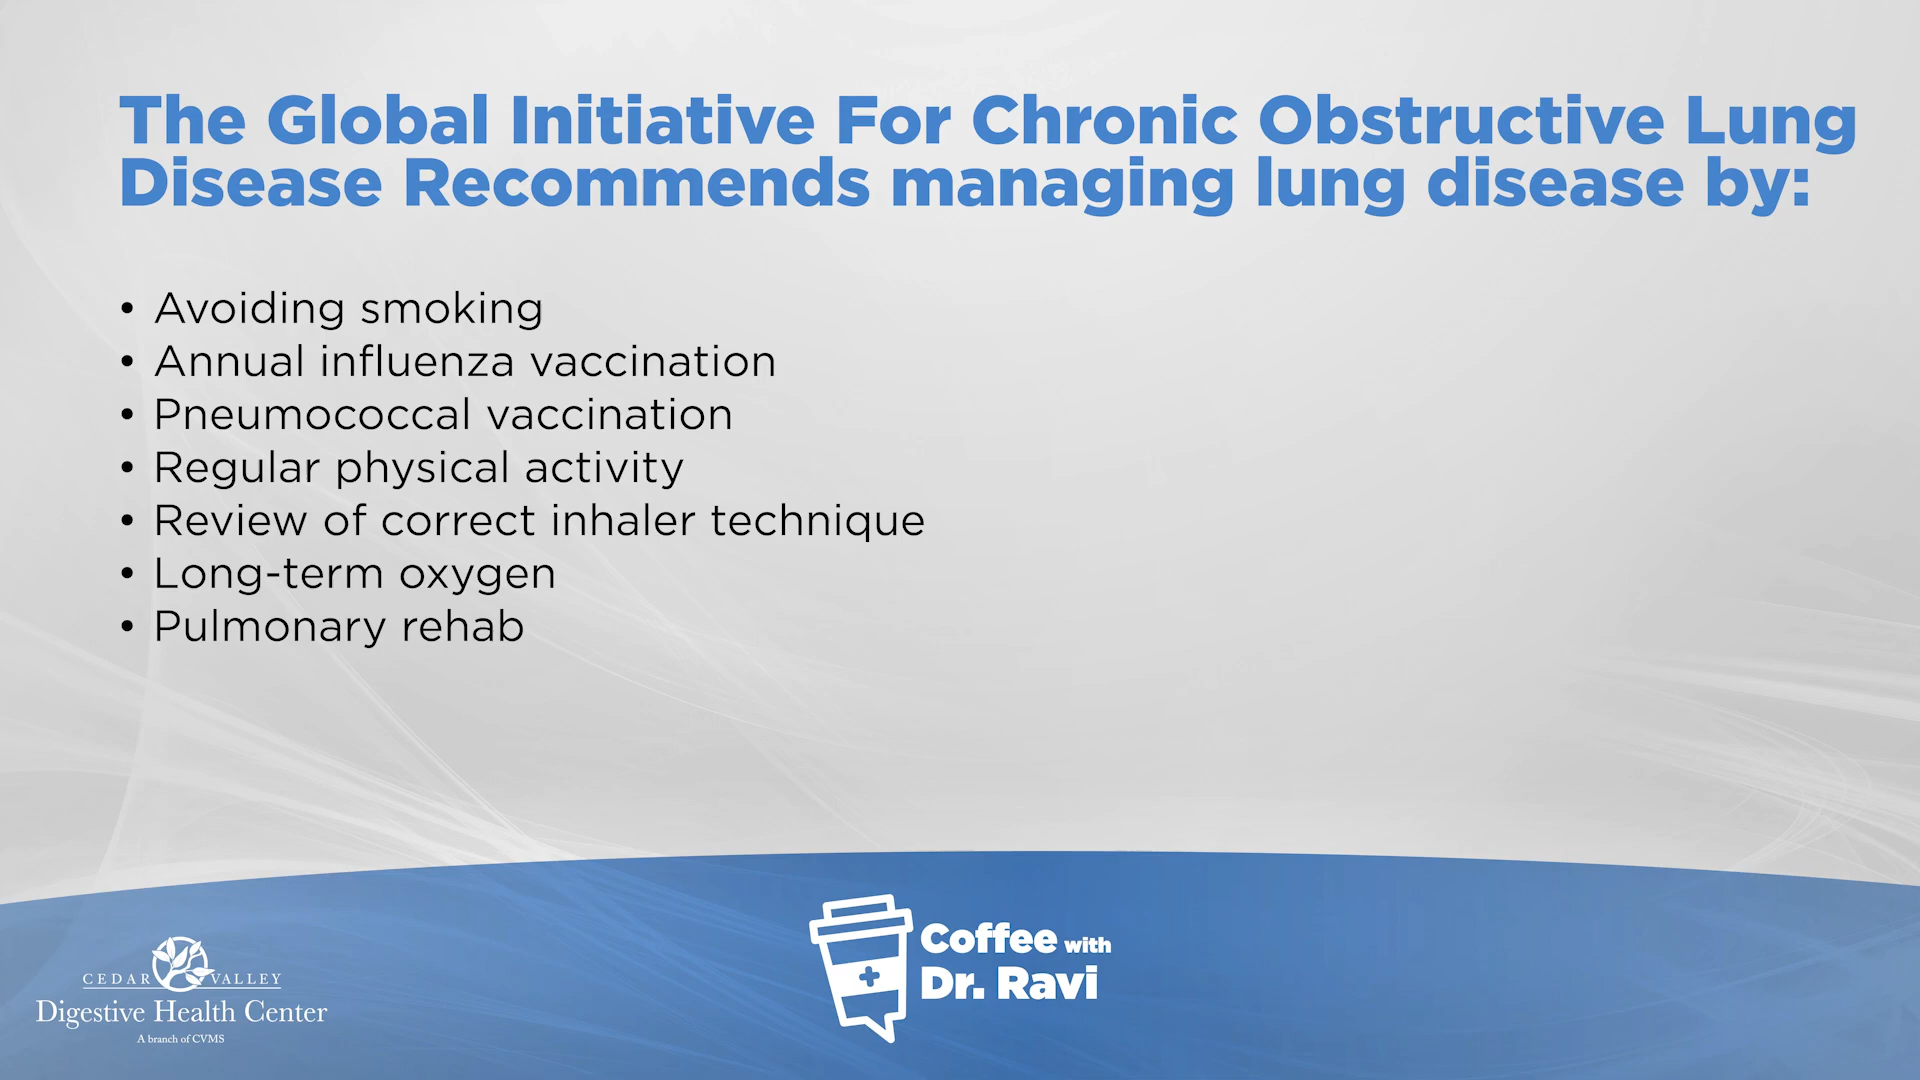 The Global Initiative For Chronic Obstructive Lung
Disease Recommends managing lung disease by:
• Avoiding smoking
• Annual influenza vaccination
• Pneumococcal vaccination
• Regular physical activity
• Review of correct inhaler technique
• Long-term oxygen
• Pulmonary rehab
CEDAR VALLEY
Digestive Health Center
A branch of CVMS
Coffee with
Dr. Ravi